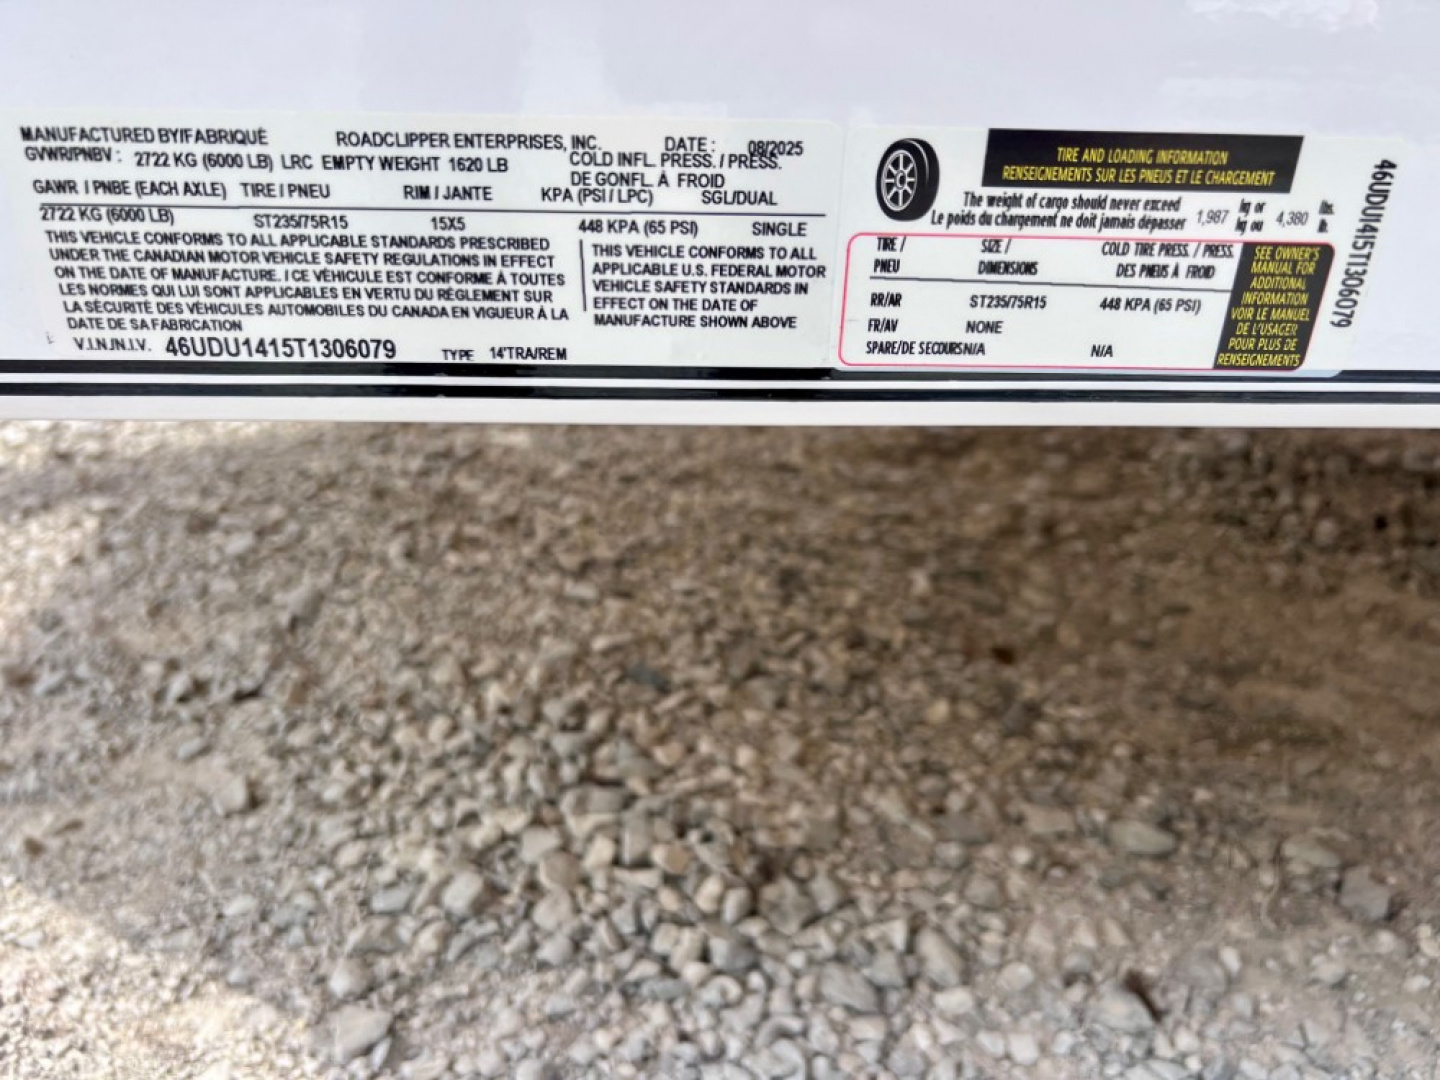 MANUFACTURED BY/FABRIQUÉ ROADCLIPPER ENTERPRISES, INC. DATE : 08/2025
GVWR/PNBV : 2722 KG (6000 LB) LRC EMPTY WEIGHT 1620 LB COLD INFL. PRESS. / PRESS.
DE GONFL. À FROID
GAWR / PNBE (EACH AXLE) TIRE / PNEU RIM / JANTE KPA (PSI / LPC) SGL/DUAL
2722 KG (6000 LB) ST235/75R15 15X5 448 KPA (65 PSI) SINGLE
THIS VEHICLE CONFORMS TO ALL APPLICABLE STANDARDS PRESCRIBED
UNDER THE CANADIAN MOTOR VEHICLE SAFETY REGULATIONS IN EFFECT
ON THE DATE OF MANUFACTURE. / CE VÉHICULE EST CONFORME À TOUTES
LES NORMES QUI LUI SONT APPLICABLES EN VERTU DU RÈGLEMENT SUR
LA SÉCURITÉ DES VÉHICULES AUTOMOBILES DU CANADA EN VIGUEUR À LA
DATE DE SA FABRICATION
THIS VEHICLE CONFORMS TO ALL
APPLICABLE U.S. FEDERAL MOTOR
VEHICLE SAFETY STANDARDS IN
EFFECT ON THE DATE OF
MANUFACTURE SHOWN ABOVE
V.I.N./N.I.V. 46UDU1415T1306079 TYPE 14'TRA/REM
TIRE AND LOADING INFORMATION
RENSEIGNEMENTS SUR LES PNEUS ET LE CHARGEMENT
The weight of cargo should never exceed kg or lbs.
Le poids du chargement ne doit jamais dépasser 1,987 kg ou 4,380 lb.
TIRE / SIZE / COLD TIRE PRESS. / PRESS.
PNEU DIMENSIONS DES PNEUS À FROID
RR/AR ST235/75R15 448 KPA (65 PSI)
FR/AV NONE
SPARE/DE SECOURS N/A N/A
SEE OWNER'S
MANUAL FOR
ADDITIONAL
INFORMATION
VOIR LE MANUEL
DE L'USAGER
POUR PLUS DE
RENSEIGNEMENTS
46UDU1415T1306079